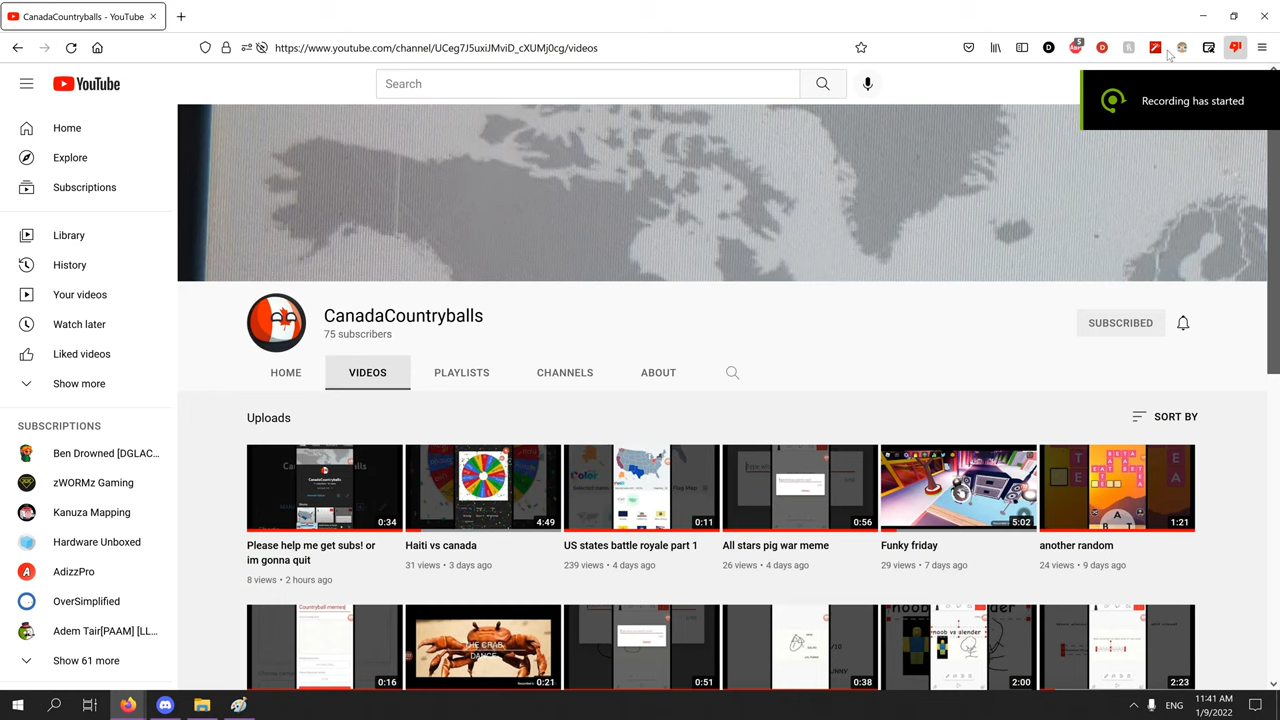 CanadaCountryballs - YouTube
https://www.youtube.com/channel/UCeg7J5uxiJMviD_cXUMj0cg/videos
5
YouTube
Search
Recording has started
Home
Explore
Subscriptions
Library
History
Your videos
Watch later
Liked videos
Show more
SUBSCRIPTIONS
Ben Drowned [DGLAC...
zWORMz Gaming
Kanuza Mapping
Hardware Unboxed
AdizzPro
OverSimplified
Adem Tair[PAAM] [LL...
Show 61 more
CanadaCountryballs
75 subscribers
SUBSCRIBED
HOME VIDEOS PLAYLISTS CHANNELS ABOUT
Uploads
SORT BY
0:34 4:49 0:11 0:56 5:02 1:21
Please help me get subs! or im gonna quit
8 views • 2 hours ago
Haiti vs canada
31 views • 3 days ago
US states battle royale part 1
239 views • 4 days ago
All stars pig war meme
26 views • 4 days ago
Funky friday
29 views • 7 days ago
another random
24 views • 9 days ago
Countryball memes
THE CRAB DANCE
noob vs alender
0:16 0:21 0:51 0:38 2:00 2:23
ENG
11:41 AM
1/9/2022